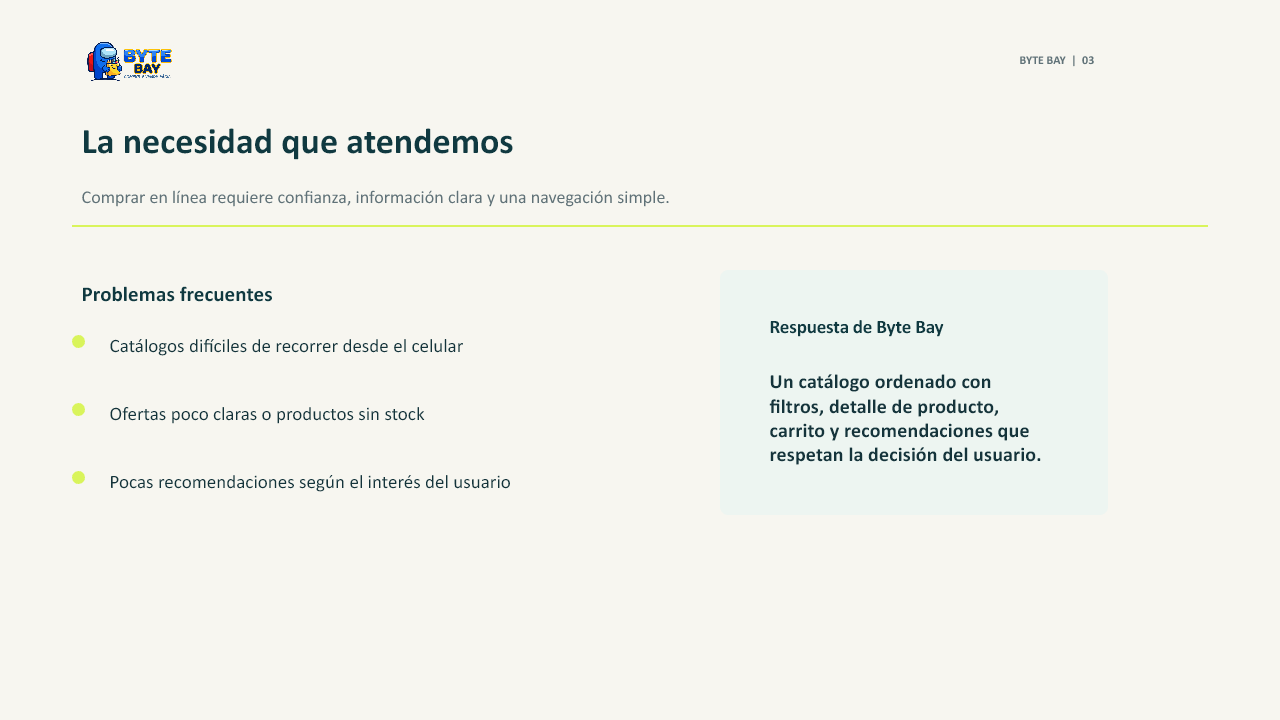 BYTE
BAY
BYTE BAY | 03
La necesidad que atendemos
Comprar en línea requiere confianza, información clara y una navegación simple.
Problemas frecuentes
Catálogos difíciles de recorrer desde el celular
Ofertas poco claras o productos sin stock
Pocas recomendaciones según el interés del usuario
Respuesta de Byte Bay
Un catálogo ordenado con
filtros, detalle de producto,
carrito y recomendaciones que
respetan la decisión del usuario.